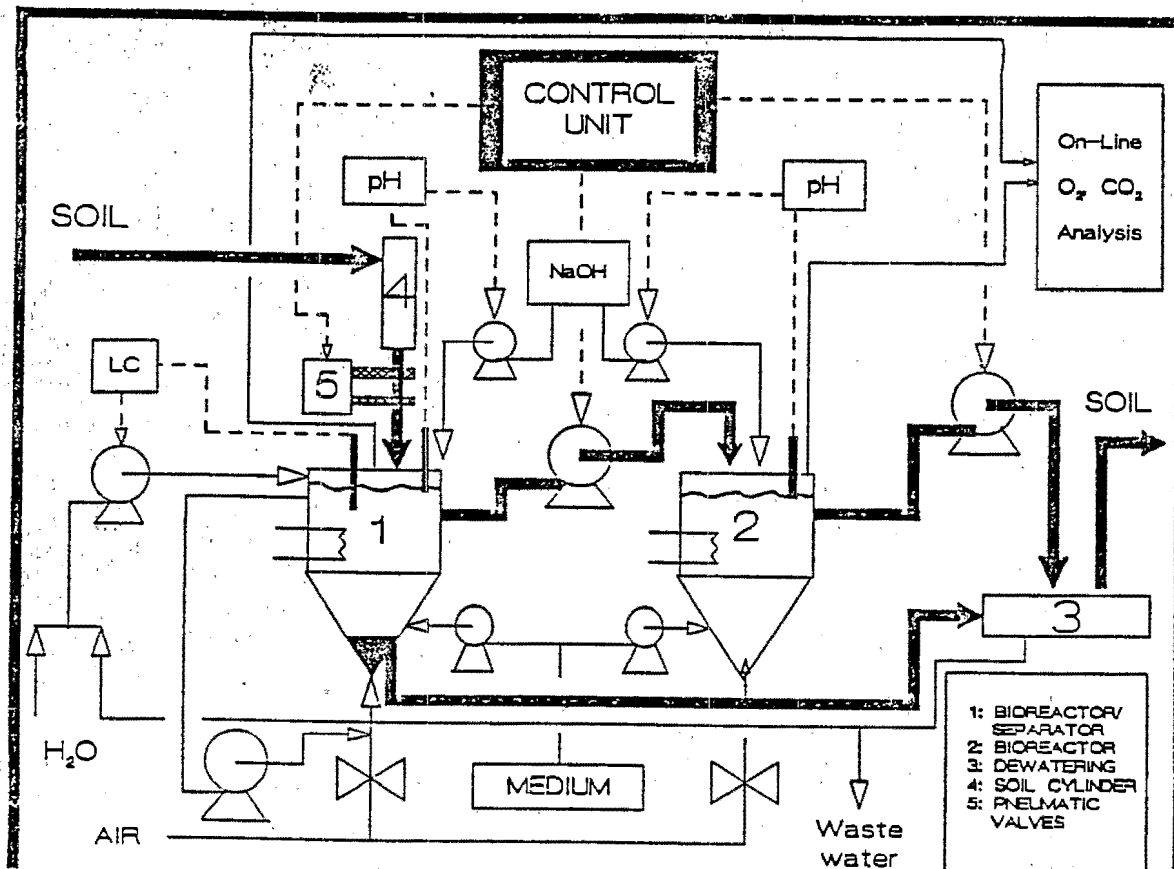 CONTROL
UNIT
On-Line
O₂, CO₂
Analysis
pH
pH
SOIL
NaOH
4
LC
5
SOIL
1
2
3
H₂O
MEDIUM
AIR
Waste
water
1: BIOREACTOR/
SEPARATOR
2: BIOREACTOR
3: DEWATERING
4: SOIL CYLINDER
5: PNEUMATIC
VALVES